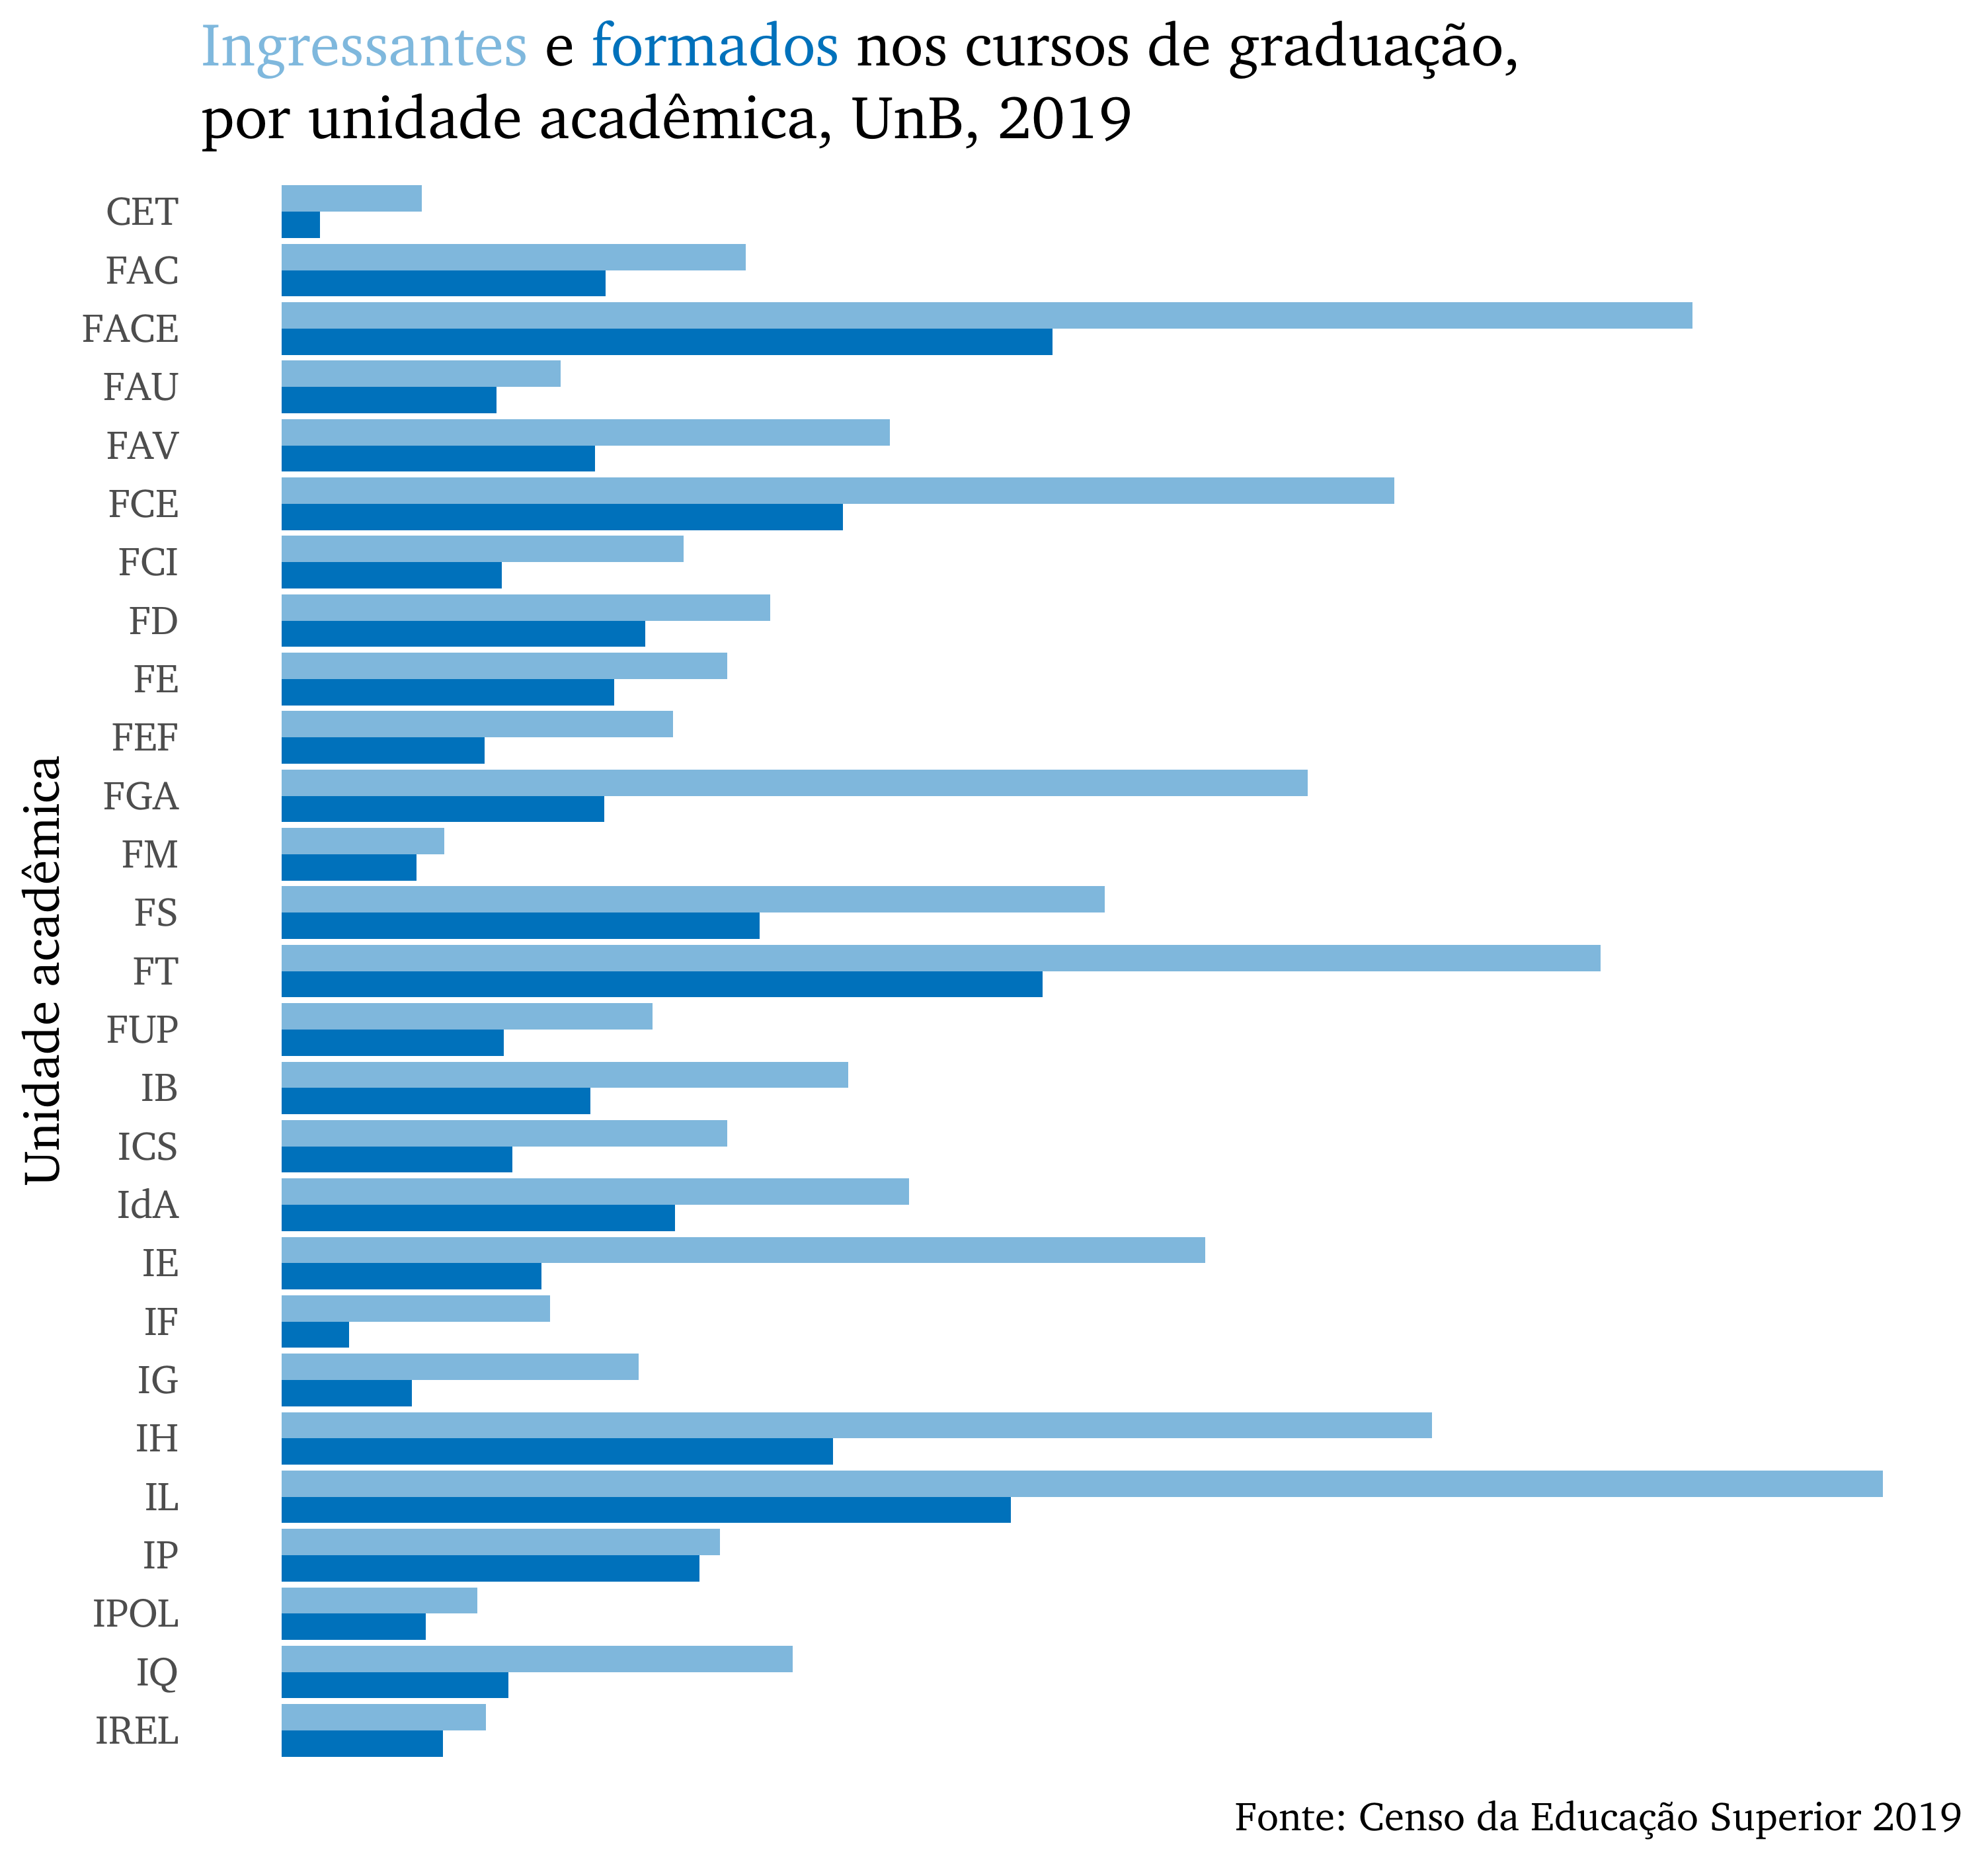 Ingressantes e formados nos cursos de graduação,
por unidade acadêmica, UnB, 2019
CET
FAC
FACE
FAU
FAV
FCE
FCI
FD
FE
FEF
FGA
FM
FS
FT
FUP
IB
ICS
IdA
IE
IF
IG
IH
IL
IP
IPOL
IQ
IREL
Unidade acadêmica
Fonte: Censo da Educação Superior 2019